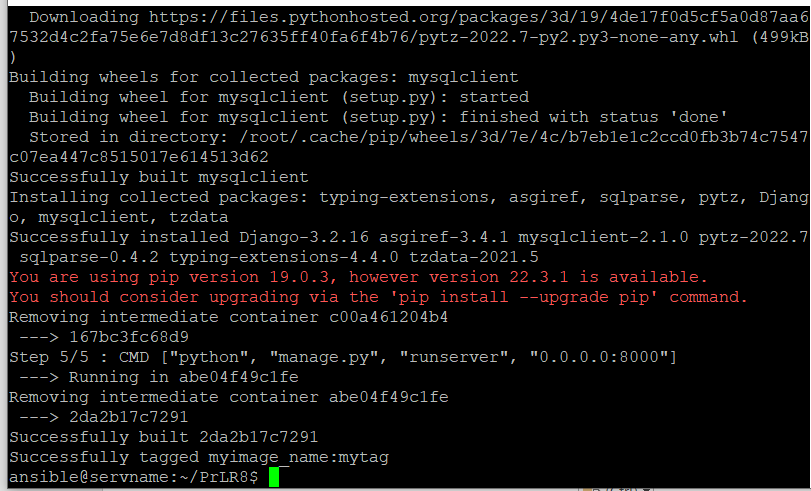 Downloading https://files.pythonhosted.org/packages/3d/19/4de17f0d5cf5a0d87aa6
7532d4c2fa75e6e7d8df13c27635ff40fa6f4b76/pytz-2022.7-py2.py3-none-any.whl (499kB
)
Building wheels for collected packages: mysqlclient
  Building wheel for mysqlclient (setup.py): started
  Building wheel for mysqlclient (setup.py): finished with status 'done'
  Stored in directory: /root/.cache/pip/wheels/3d/7e/4c/b7eb1e1c2ccd0fb3b74c7547
c07ea447c8515017e614513d62
Successfully built mysqlclient
Installing collected packages: typing-extensions, asgiref, sqlparse, pytz, Djang
o, mysqlclient, tzdata
Successfully installed Django-3.2.16 asgiref-3.4.1 mysqlclient-2.1.0 pytz-2022.7
 sqlparse-0.4.2 typing-extensions-4.4.0 tzdata-2021.5
You are using pip version 19.0.3, however version 22.3.1 is available.
You should consider upgrading via the 'pip install --upgrade pip' command.
Removing intermediate container c00a461204b4
 ---> 167bc3fc68d9
Step 5/5 : CMD ["python", "manage.py", "runserver", "0.0.0.0:8000"]
 ---> Running in abe04f49c1fe
Removing intermediate container abe04f49c1fe
 ---> 2da2b17c7291
Successfully built 2da2b17c7291
Successfully tagged myimage_name:mytag
ansible@servname:~/PrLR8$